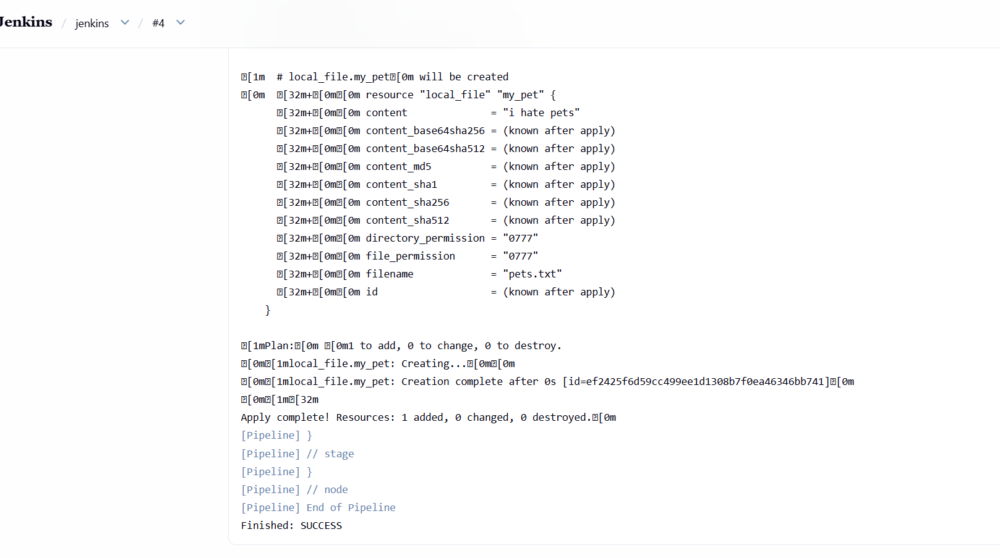 Jenkins / jenkins / #4
␛[1m  # local_file.my_pet␛[0m will be created
␛[0m  ␛[32m+␛[0m␛[0m resource "local_file" "my_pet" {
      ␛[32m+␛[0m␛[0m content              = "i hate pets"
      ␛[32m+␛[0m␛[0m content_base64sha256 = (known after apply)
      ␛[32m+␛[0m␛[0m content_base64sha512 = (known after apply)
      ␛[32m+␛[0m␛[0m content_md5          = (known after apply)
      ␛[32m+␛[0m␛[0m content_sha1         = (known after apply)
      ␛[32m+␛[0m␛[0m content_sha256       = (known after apply)
      ␛[32m+␛[0m␛[0m content_sha512       = (known after apply)
      ␛[32m+␛[0m␛[0m directory_permission = "0777"
      ␛[32m+␛[0m␛[0m file_permission      = "0777"
      ␛[32m+␛[0m␛[0m filename             = "pets.txt"
      ␛[32m+␛[0m␛[0m id                   = (known after apply)
    }
␛[1mPlan:␛[0m ␛[0m1 to add, 0 to change, 0 to destroy.
␛[0m␛[1mlocal_file.my_pet: Creating...␛[0m␛[0m
␛[0m␛[1mlocal_file.my_pet: Creation complete after 0s [id=ef2425f6d59cc499ee1d1308b7f0ea46346bb741]␛[0m
␛[0m␛[1m␛[32m
Apply complete! Resources: 1 added, 0 changed, 0 destroyed.␛[0m
[Pipeline] }
[Pipeline] // stage
[Pipeline] }
[Pipeline] // node
[Pipeline] End of Pipeline
Finished: SUCCESS